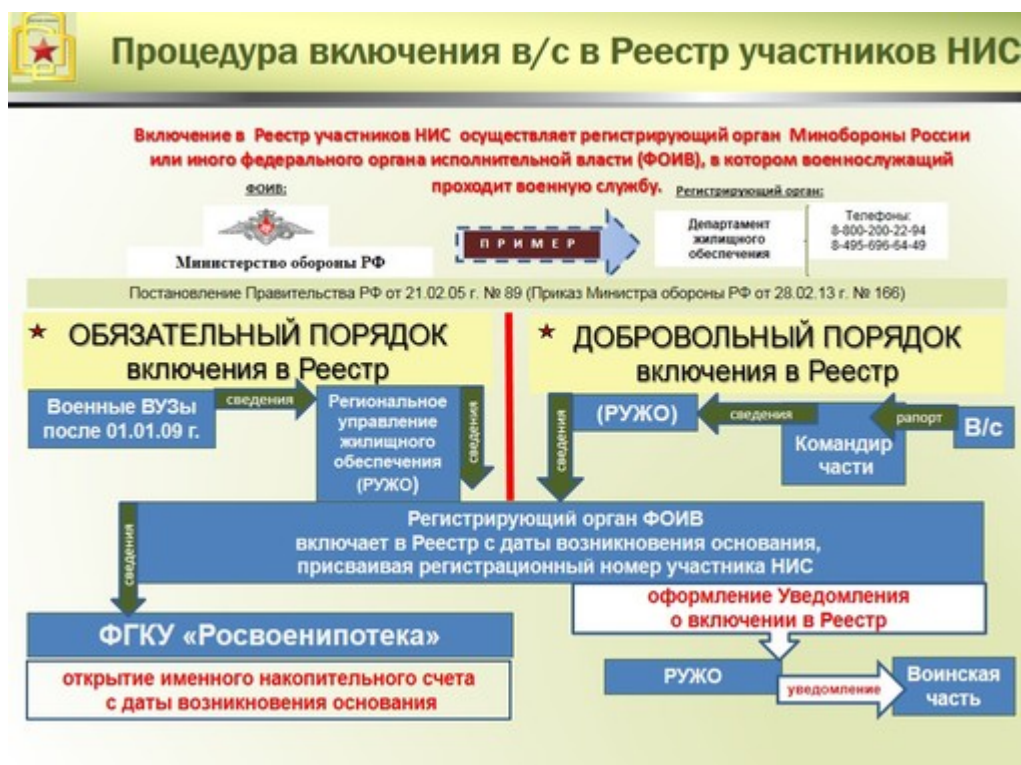 Процедура включения в/с в Реестр участников НИС
Включение в Реестр участников НИС осуществляет регистрирующий орган Минобороны России
или иного федерального органа исполнительной власти (ФОИВ), в котором военнослужащий
проходит военную службу.
ФОИВ:
Регистрирующий орган:
Министерство обороны РФ
ПРИМЕР
Департамент
жилищного
обеспечения
Телефоны:
8-800-200-22-94
8-495-696-64-49
Постановление Правительства РФ от 21.02.05 г. № 89 (Приказ Министра обороны РФ от 28.02.13 г. № 166)
ОБЯЗАТЕЛЬНЫЙ ПОРЯДОК
включения в Реестр
Военные ВУЗы
после 01.01.09 г.
сведения
Региональное
управление
жилищного
обеспечения
(РУЖО)
сведения
ДОБРОВОЛЬНЫЙ ПОРЯДОК
включения в Реестр
сведения
(РУЖО)
сведения
Командир
части
рапорт
В/с
Регистрирующий орган ФОИВ
включает в Реестр с даты возникновения основания,
присваивая регистрационный номер участника НИС
сведения
ФГКУ «Росвоенипотека»
открытие именного накопительного счета
с даты возникновения основания
оформление Уведомления
о включении в Реестр
РУЖО
уведомление
Воинская
часть